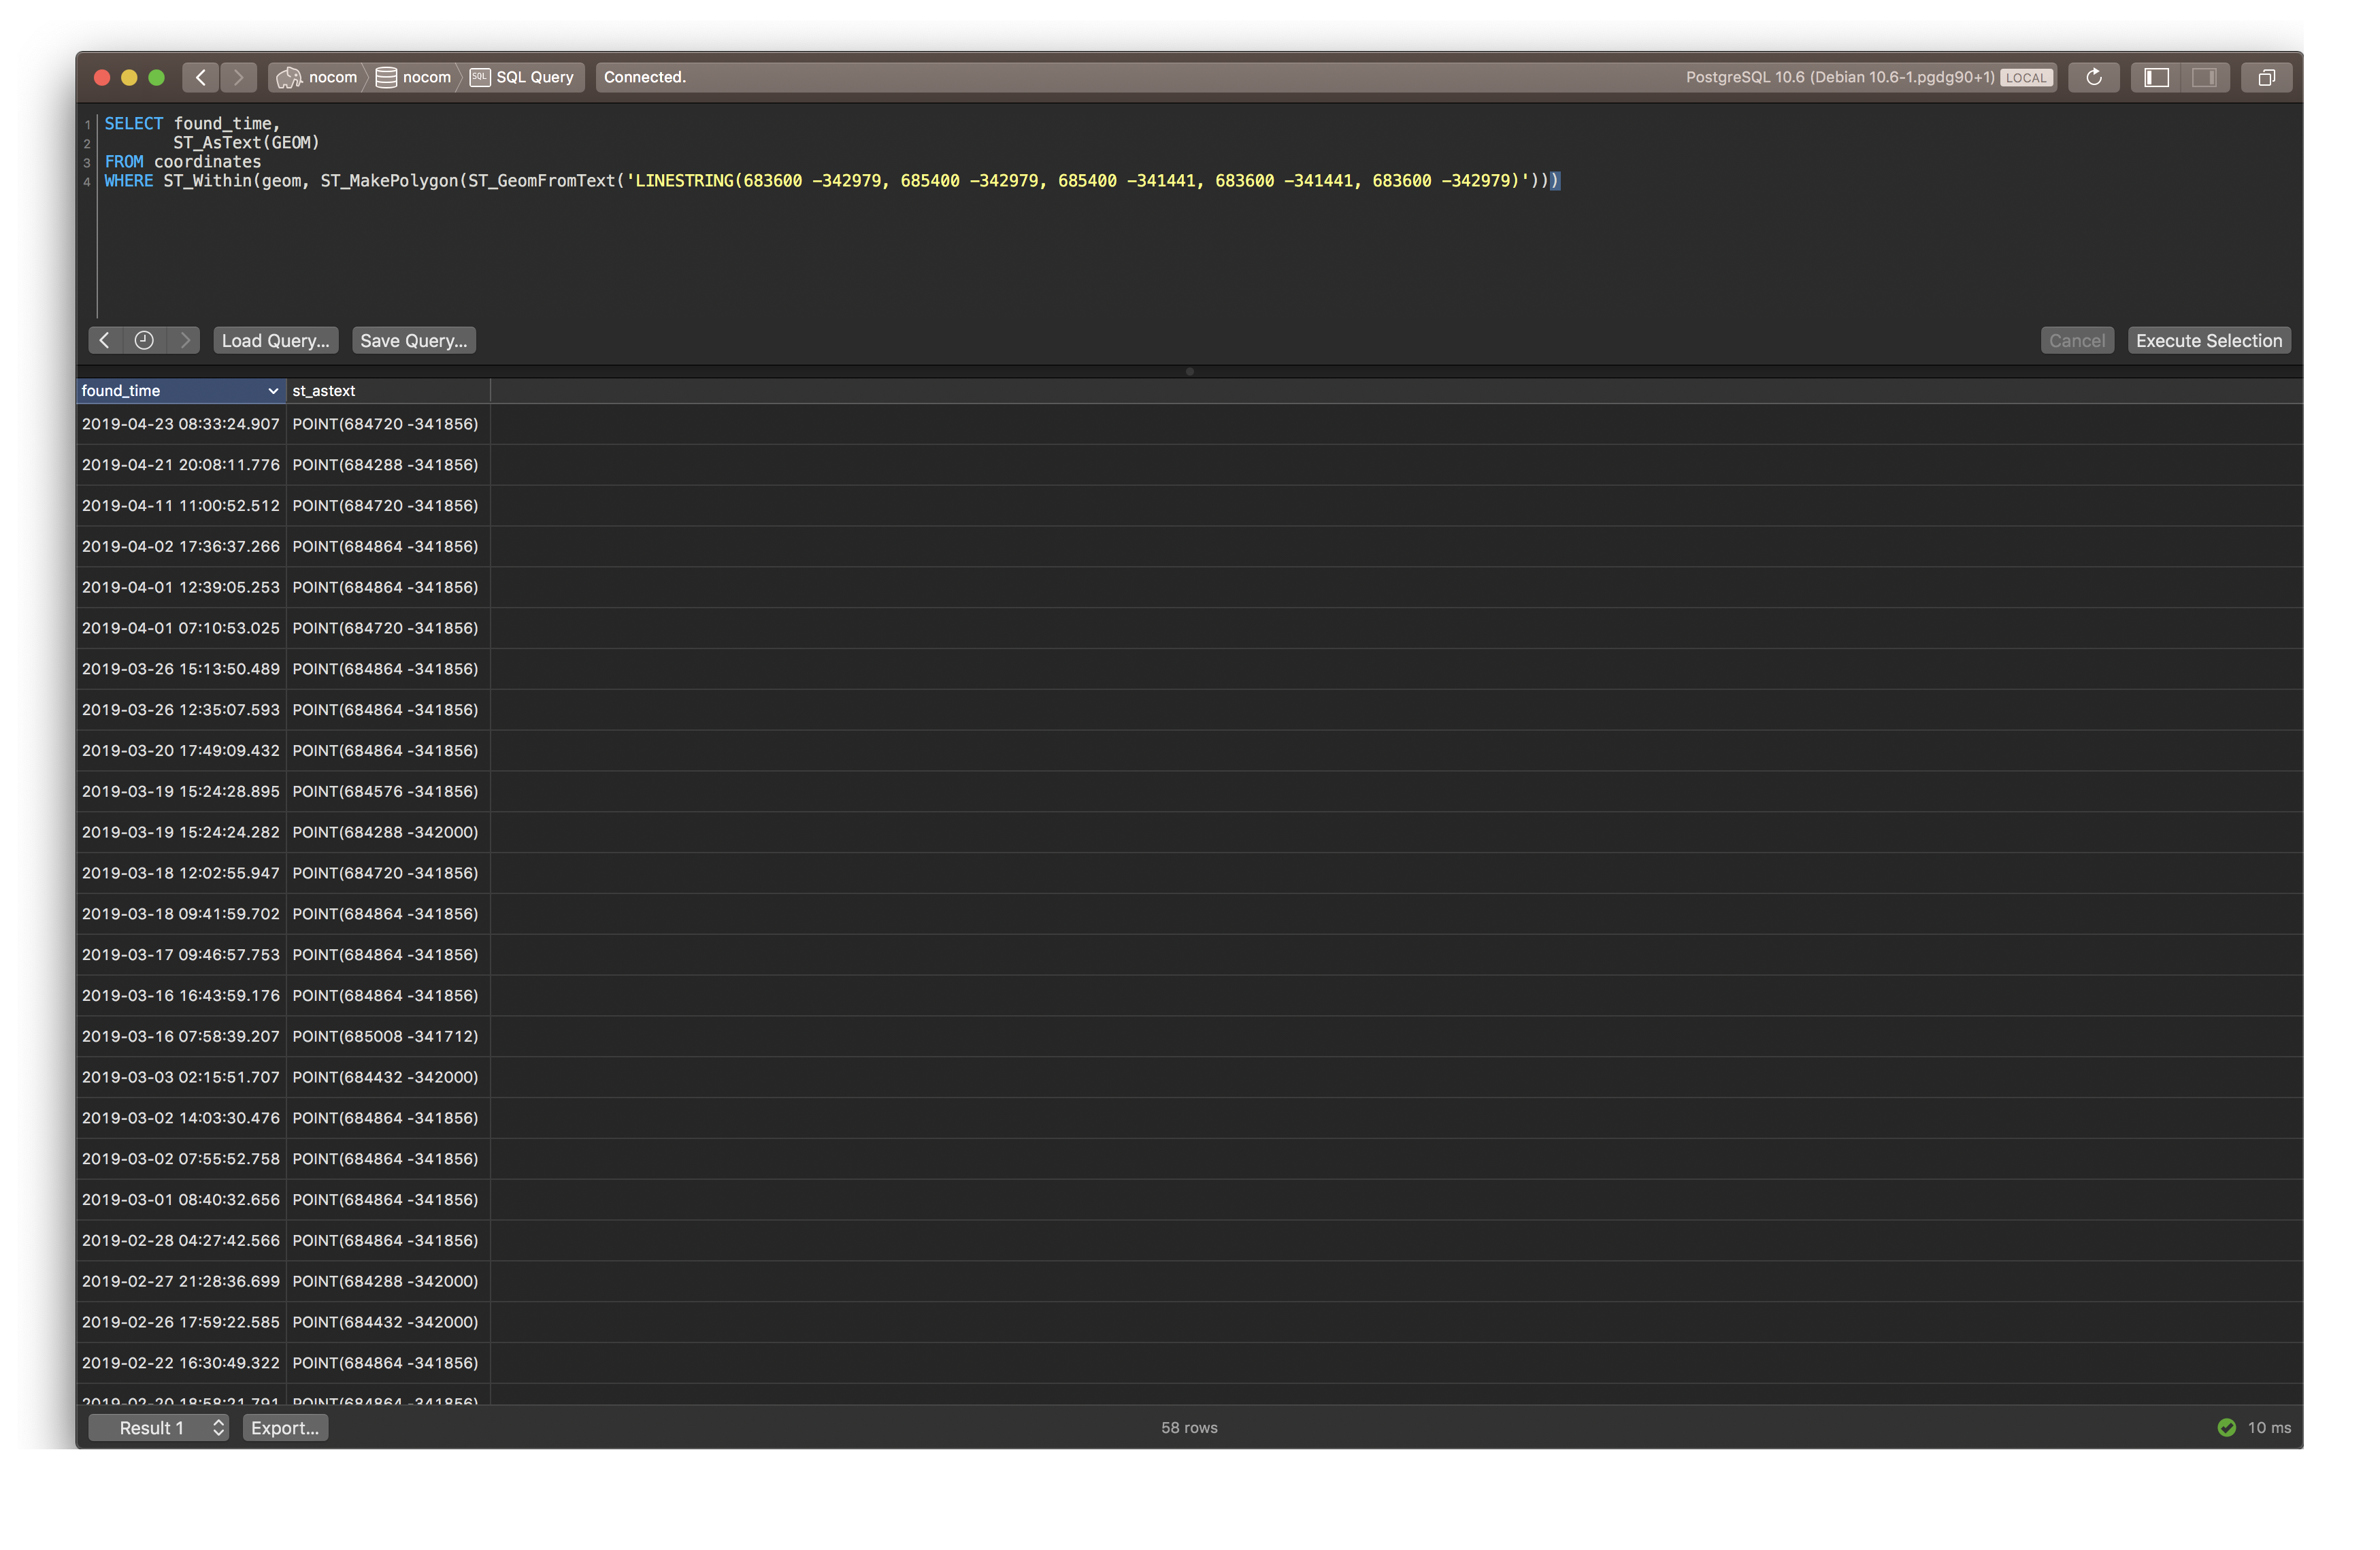 nocom nocom SQL SQL Query Connected. PostgreSQL 10.6 (Debian 10.6-1.pgdg90+1) LOCAL
1 SELECT found_time,
2 ST_AsText(GEOM)
3 FROM coordinates
4 WHERE ST_Within(geom, ST_MakePolygon(ST_GeomFromText('LINESTRING(683600 -342979, 685400 -342979, 685400 -341441, 683600 -341441, 683600 -342979)')))
Load Query... Save Query... Cancel Execute Selection
found_time st_astext
2019-04-23 08:33:24.907 POINT(684720 -341856)
2019-04-21 20:08:11.776 POINT(684288 -341856)
2019-04-11 11:00:52.512 POINT(684720 -341856)
2019-04-02 17:36:37.266 POINT(684864 -341856)
2019-04-01 12:39:05.253 POINT(684864 -341856)
2019-04-01 07:10:53.025 POINT(684720 -341856)
2019-03-26 15:13:50.489 POINT(684864 -341856)
2019-03-26 12:35:07.593 POINT(684864 -341856)
2019-03-20 17:49:09.432 POINT(684864 -341856)
2019-03-19 15:24:28.895 POINT(684576 -341856)
2019-03-19 15:24:24.282 POINT(684288 -342000)
2019-03-18 12:02:55.947 POINT(684720 -341856)
2019-03-18 09:41:59.702 POINT(684864 -341856)
2019-03-17 09:46:57.753 POINT(684864 -341856)
2019-03-16 16:43:59.176 POINT(684864 -341856)
2019-03-16 07:58:39.207 POINT(685008 -341712)
2019-03-03 02:15:51.707 POINT(684432 -342000)
2019-03-02 14:03:30.476 POINT(684864 -341856)
2019-03-02 07:55:52.758 POINT(684864 -341856)
2019-03-01 08:40:32.656 POINT(684864 -341856)
2019-02-28 04:27:42.566 POINT(684864 -341856)
2019-02-27 21:28:36.699 POINT(684288 -342000)
2019-02-26 17:59:22.585 POINT(684432 -342000)
2019-02-22 16:30:49.322 POINT(684864 -341856)
2019-02-20 18:58:21.791 POINT(684864 -341856)
Result 1 Export... 58 rows 10 ms